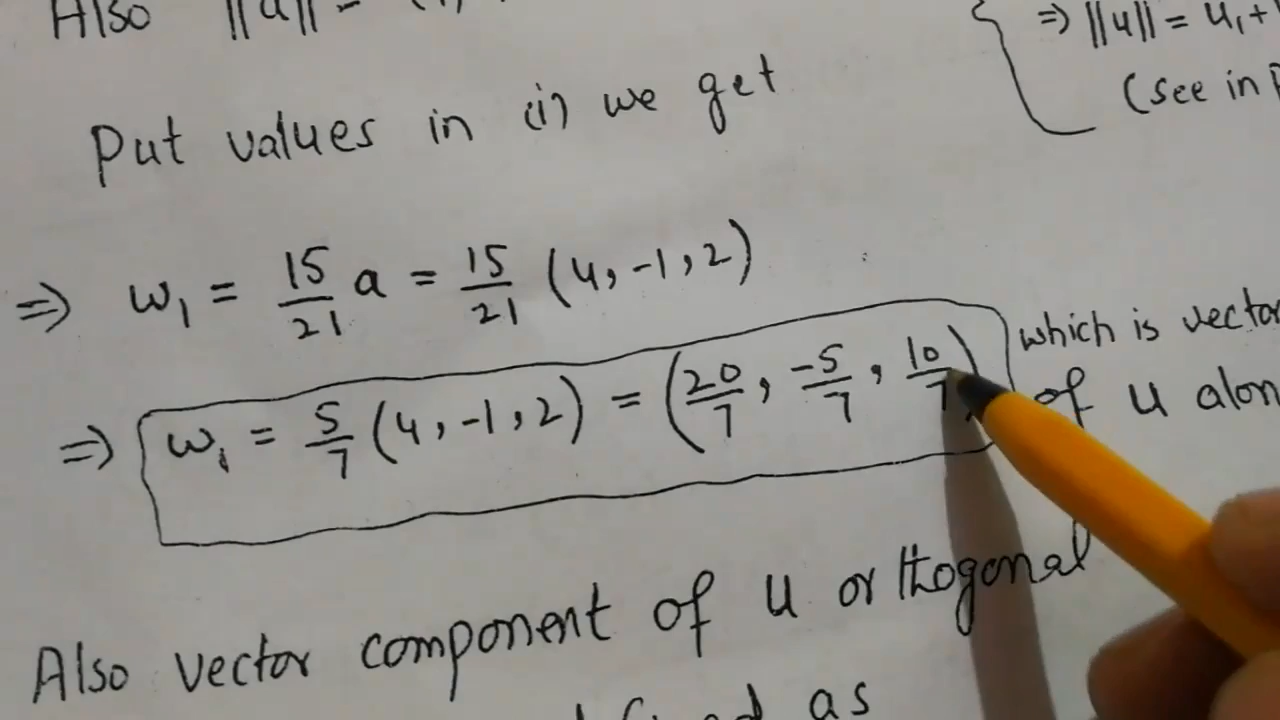 Also ||a|| =
⇒ ||u|| = u₁+
(see in
Put values in (i) we get
⇒ w₁ = 15/21 a = 15/21 (4, -1, 2)
⇒ w₁ = 5/7 (4, -1, 2) = (20/7, -5/7, 10/7) which is vector
of u alon
Also vector component of u orthogonal
as